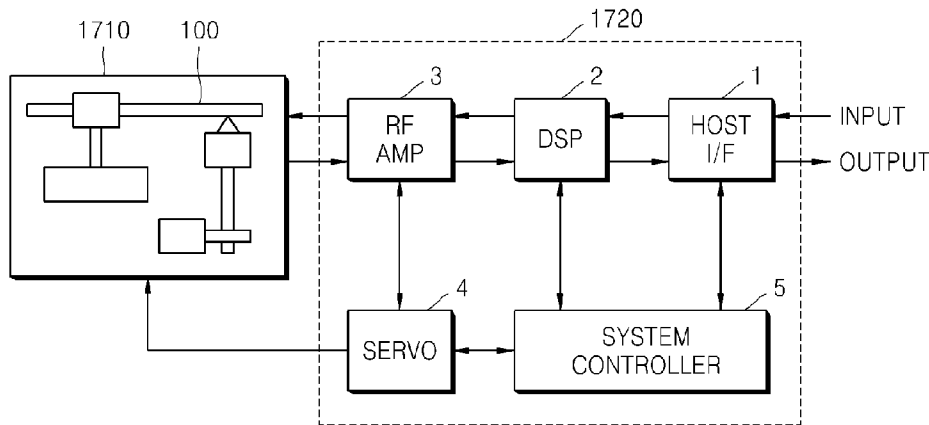 1720
1710
100
3
2
1
RF
AMP
DSP
HOST
I/F
INPUT
OUTPUT
4
5
SERVO
SYSTEM
CONTROLLER